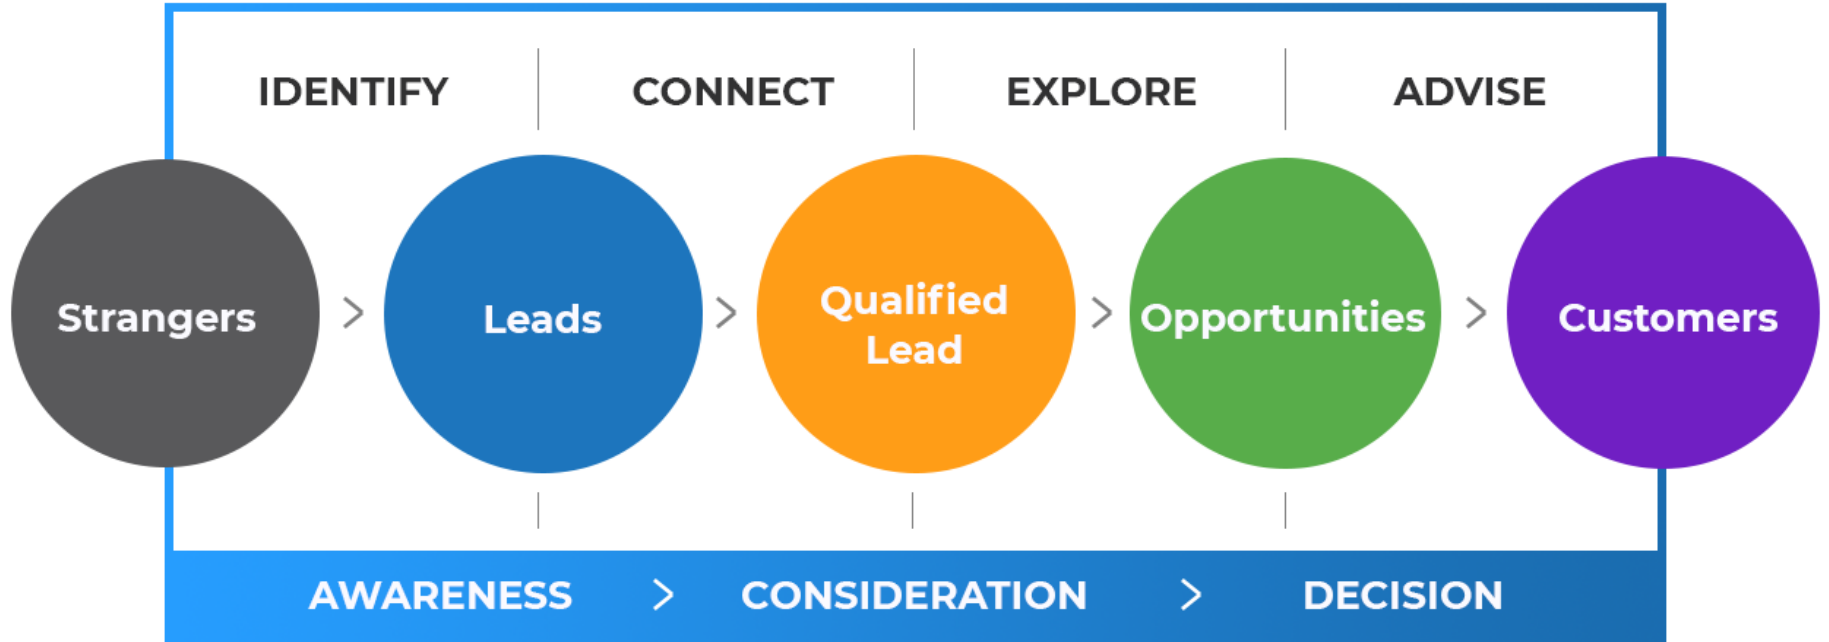 IDENTIFY
CONNECT
EXPLORE
ADVISE
Strangers
>
Leads
>
Qualified
Lead
>
Opportunities
>
Customers
AWARENESS > CONSIDERATION > DECISION